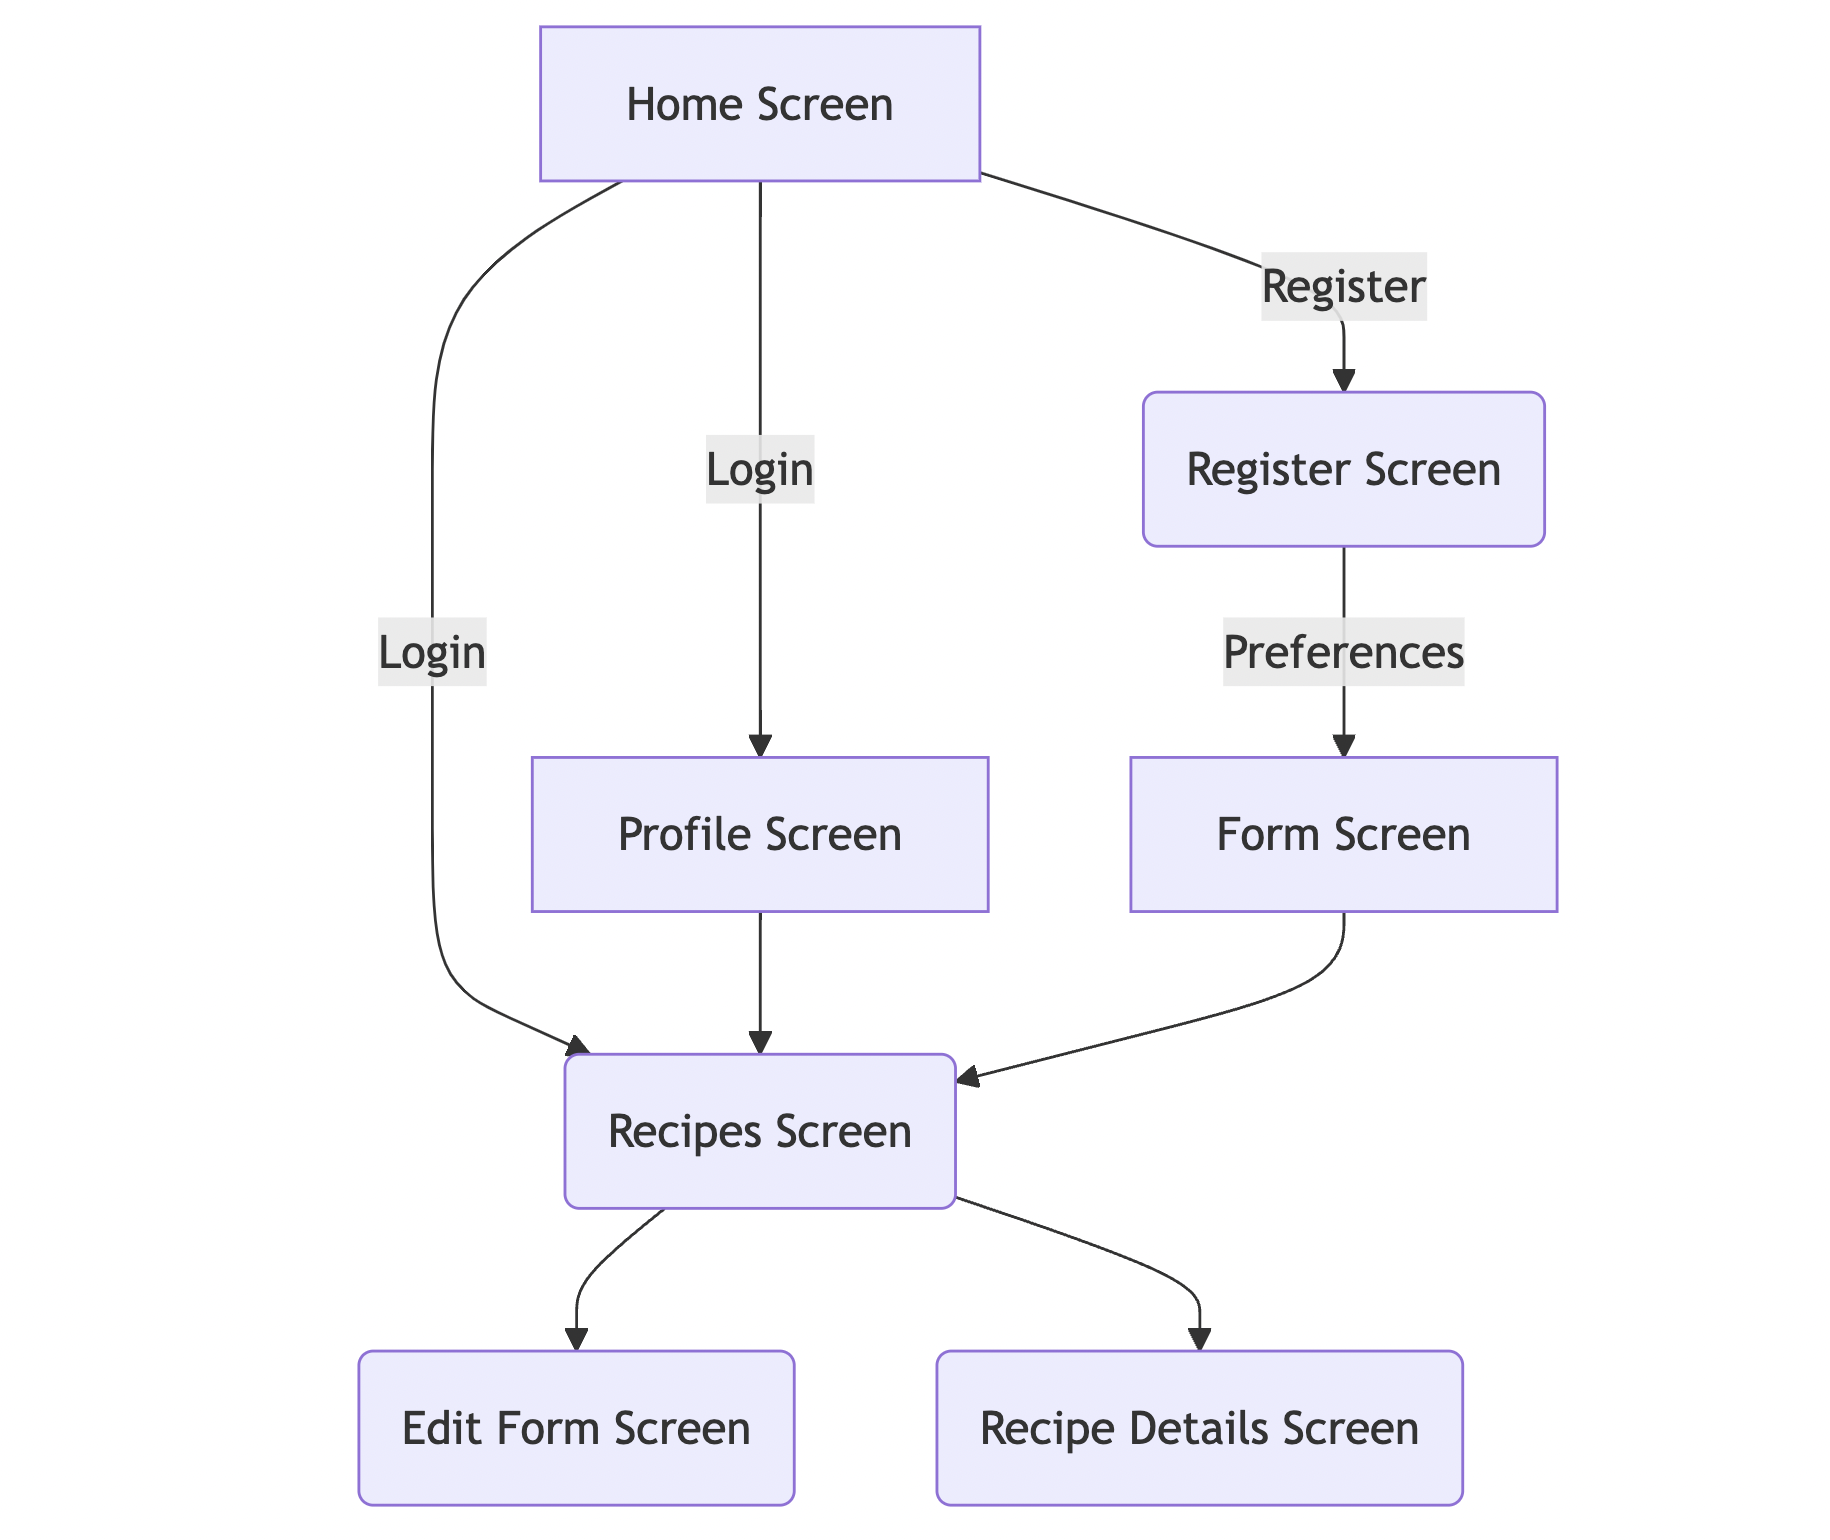 Home Screen
Register
Login
Register Screen
Login
Preferences
Profile Screen
Form Screen
Recipes Screen
Edit Form Screen
Recipe Details Screen